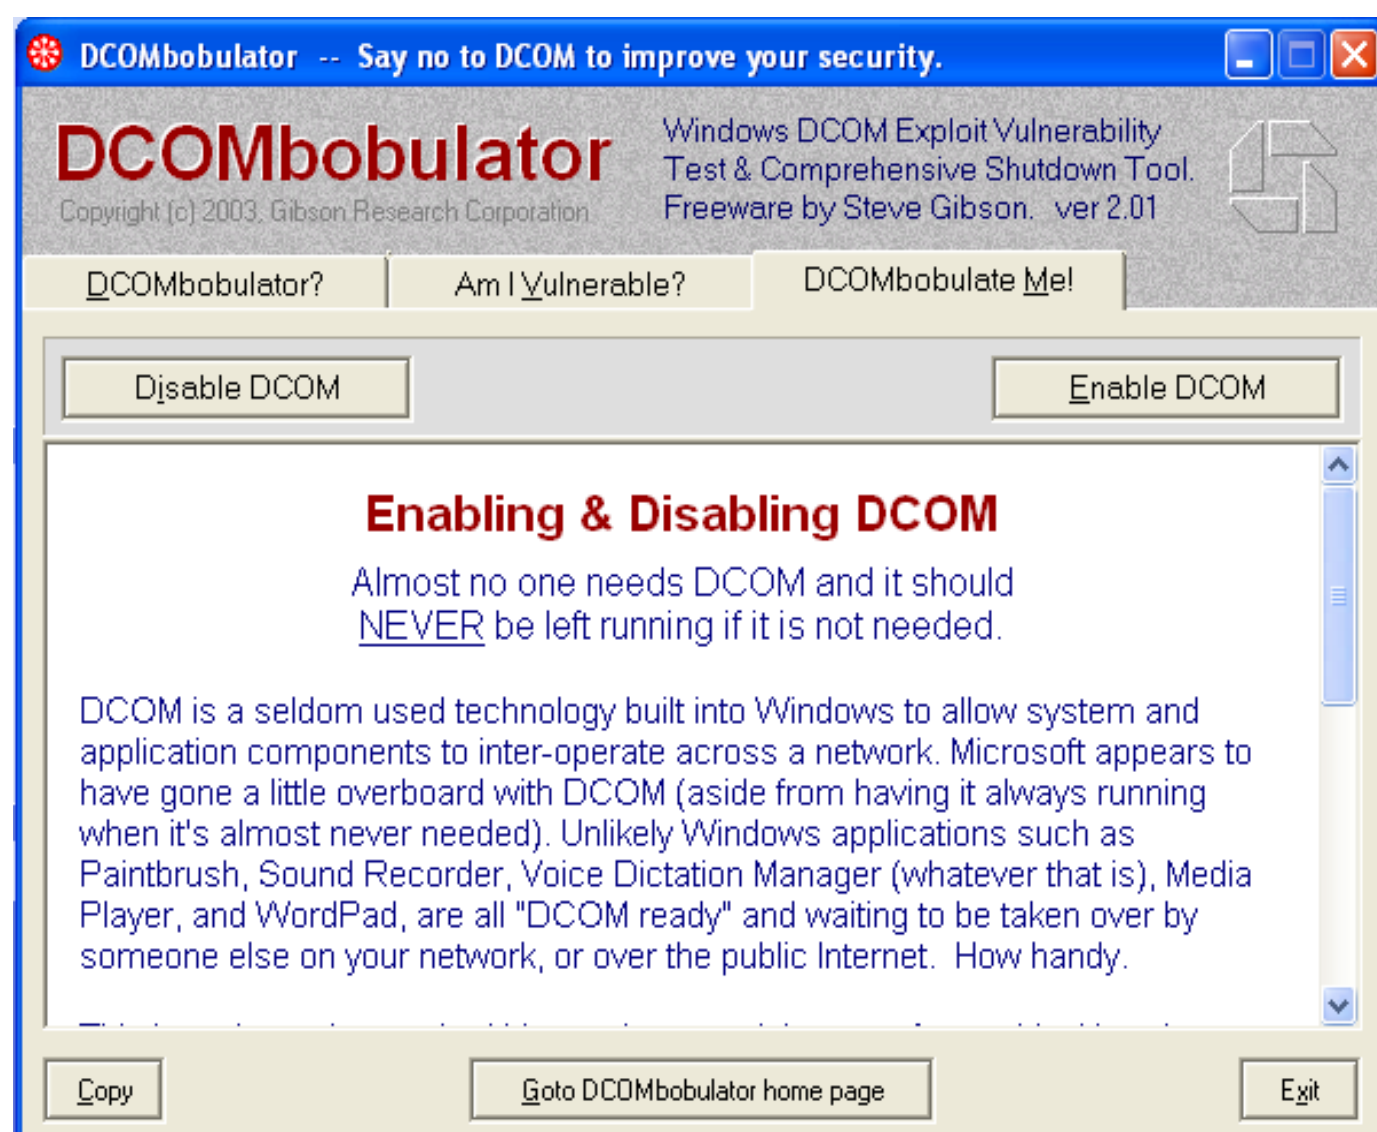 DCOMbobulator -- Say no to DCOM to improve your security.
DCOMbobulator
Copyright (c) 2003, Gibson Research Corporation
Windows DCOM Exploit Vulnerability
Test & Comprehensive Shutdown Tool.
Freeware by Steve Gibson. ver 2.01
DCOMbobulator?
Am I Vulnerable?
DCOMbobulate Me!
Disable DCOM
Enable DCOM
Enabling & Disabling DCOM
Almost no one needs DCOM and it should
NEVER be left running if it is not needed.
DCOM is a seldom used technology built into Windows to allow system and
application components to inter-operate across a network. Microsoft appears to
have gone a little overboard with DCOM (aside from having it always running
when it's almost never needed). Unlikely Windows applications such as
Paintbrush, Sound Recorder, Voice Dictation Manager (whatever that is), Media
Player, and WordPad, are all "DCOM ready" and waiting to be taken over by
someone else on your network, or over the public Internet. How handy.
Copy
Goto DCOMbobulator home page
Exit